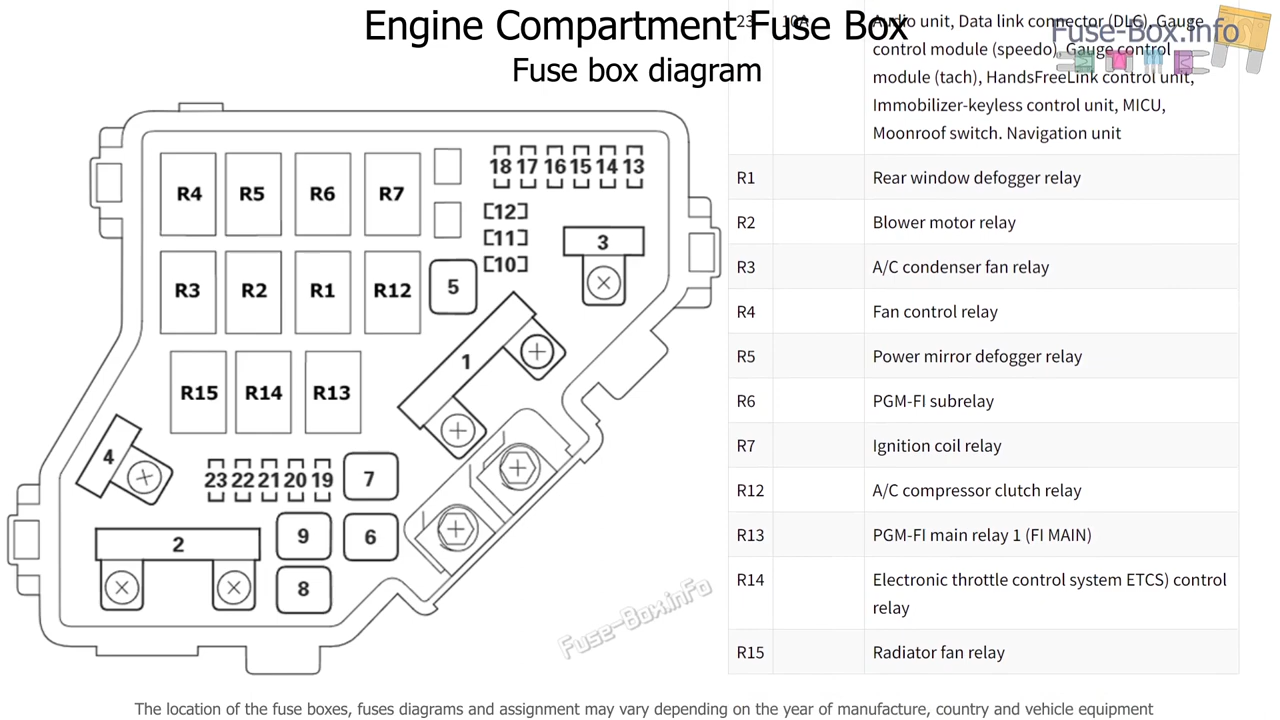 Engine Compartment Fuse Box
Fuse box diagram
Fuse-Box.info
R4 R5 R6 R7
18 17 16 15 14 13
12
11
10
3
R3 R2 R1 R12 5
1
R15 R14 R13
4
23 22 21 20 19 7
2 9 6
8
Fuse-Box.info
23 10A Audio unit, Data link connector (DLC), Gauge
control module (speedo), Gauge control
module (tach), HandsFreeLink control unit,
Immobilizer-keyless control unit, MICU,
Moonroof switch. Navigation unit
R1 Rear window defogger relay
R2 Blower motor relay
R3 A/C condenser fan relay
R4 Fan control relay
R5 Power mirror defogger relay
R6 PGM-FI subrelay
R7 Ignition coil relay
R12 A/C compressor clutch relay
R13 PGM-FI main relay 1 (FI MAIN)
R14 Electronic throttle control system ETCS) control
relay
R15 Radiator fan relay
The location of the fuse boxes, fuses diagrams and assignment may vary depending on the year of manufacture, country and vehicle equipment